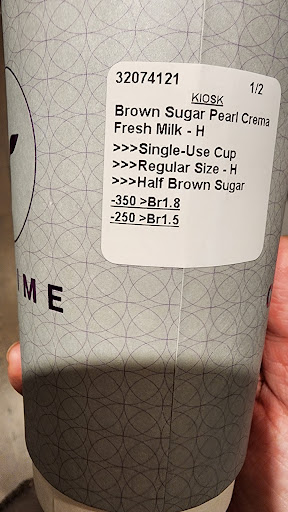 32074121
1/2
KIOSK
Brown Sugar Pearl Crema
Fresh Milk - H
>>>Single-Use Cup
>>>Regular Size - H
>>>Half Brown Sugar
-350 >Br1.8
-250 >Br1.5
IME